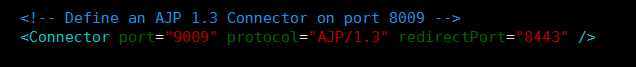 <!-- Define an AJP 1.3 Connector on port 8009 -->
<Connector port="9009" protocol="AJP/1.3" redirectPort="8443" />